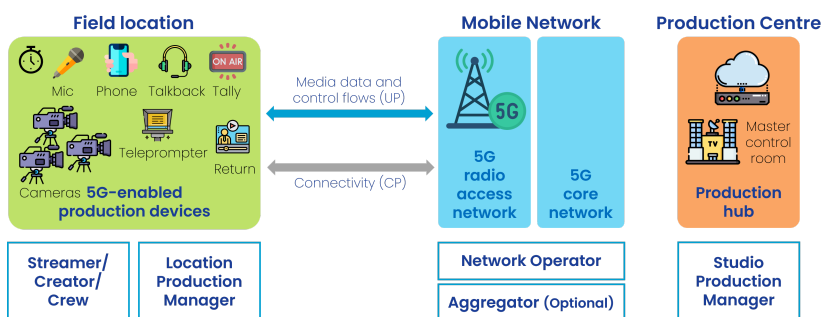 Field location
Mobile Network
Production Centre
ON AIR
Mic
Phone
Talkback
Tally
Teleprompter
Return
Cameras
5G-enabled
production devices
Media data and
control flows (UP)
Connectivity (CP)
5G
5G
radio
access
network
5G
core
network
TV
Master
control
room
Production
hub
Streamer/
Creator/
Crew
Location
Production
Manager
Network Operator
Aggregator (Optional)
Studio
Production
Manager